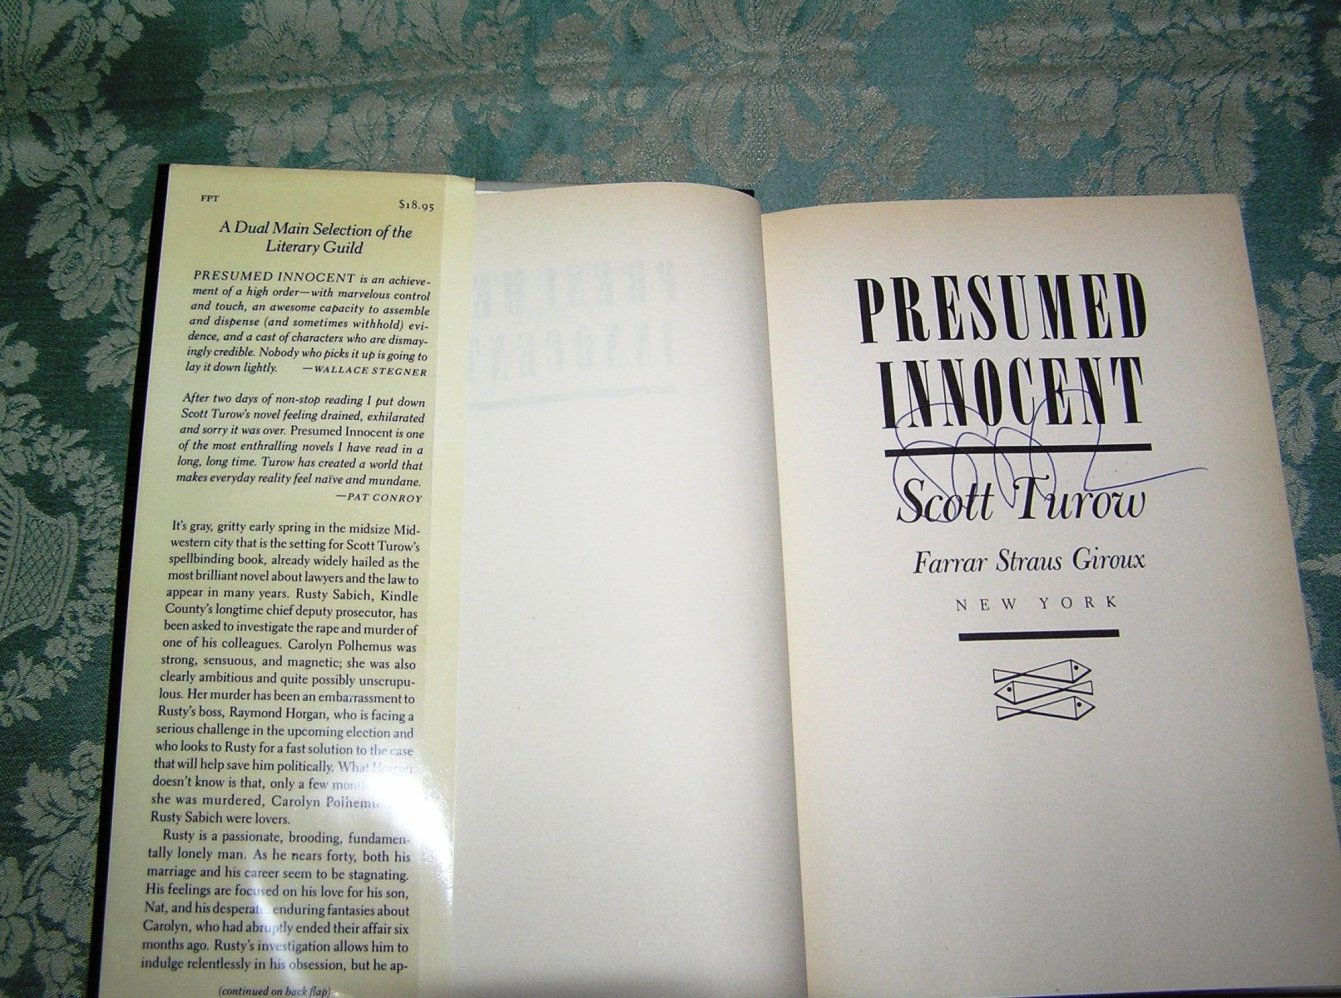 FPT
$18.95
A Dual Main Selection of the
Literary Guild
PRESUMED INNOCENT is an achieve-
ment of a high order—with marvelous control
and touch, an awesome capacity to assemble
and dispense (and sometimes withhold) evi-
dence, and a cast of characters who are dismay-
ingly credible. Nobody who picks it up is going to
lay it down lightly. —WALLACE STEGNER
After two days of non-stop reading I put down
Scott Turow's novel feeling drained, exhilarated
and sorry it was over. Presumed Innocent is one
of the most enthralling novels I have read in a
long, long time. Turow has created a world that
makes everyday reality feel naïve and mundane.
—PAT CONROY
It's gray, gritty early spring in the midsize Mid-
western city that is the setting for Scott Turow's
spellbinding book, already widely hailed as the
most brilliant novel about lawyers and the law to
appear in many years. Rusty Sabich, Kindle
County's longtime chief deputy prosecutor, has
been asked to investigate the rape and murder of
one of his colleagues. Carolyn Polhemus was
strong, sensuous, and magnetic; she was also
clearly ambitious and quite possibly unscrupu-
lous. Her murder has been an embarrassment to
Rusty's boss, Raymond Horgan, who is facing a
serious challenge in the upcoming election and
who looks to Rusty for a fast solution to the case
that will help save him politically. What Horgan
doesn't know is that, only a few
she was murdered, Carolyn Polhemus
Rusty Sabich were lovers.
Rusty is a passionate, brooding, fundamen-
tally lonely man. As he nears forty, both his
marriage and his career seem to be stagnating.
His feelings are focused on his love for his son,
Nat, and his desperate, enduring fantasies about
Carolyn, who had abruptly ended their affair six
months ago. Rusty's investigation allows him to
indulge relentlessly in his obsession, but he ap-
(continued on back flap)
PRESUMED
INNOCENT
Scott Turow
Farrar Straus Giroux
NEW YORK